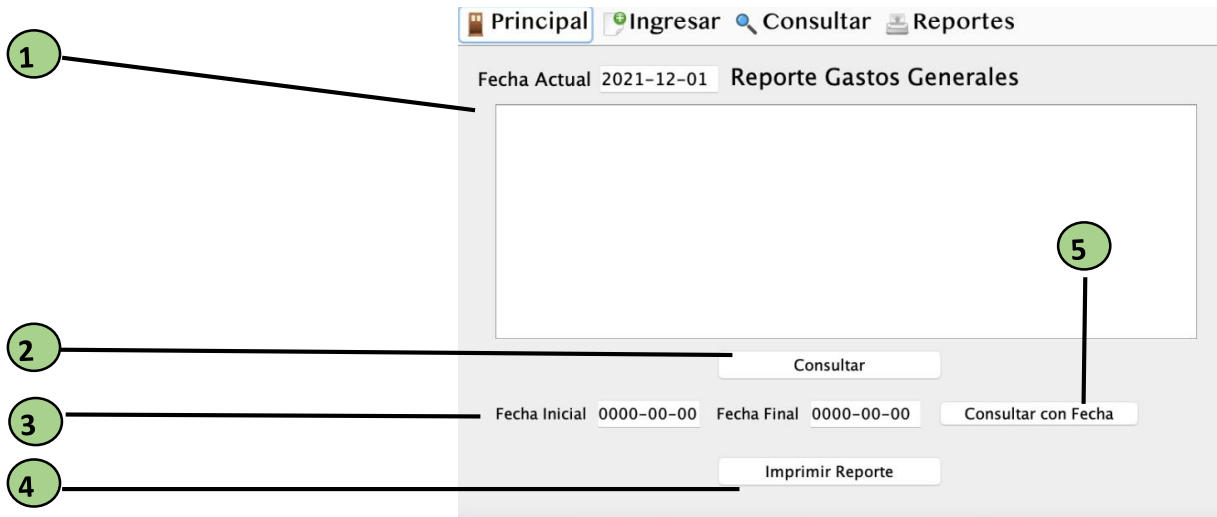 Principal Ingresar Consultar Reportes
1
Fecha Actual 2021-12-01 Reporte Gastos Generales
5
2
Consultar
3
Fecha Inicial 0000-00-00 Fecha Final 0000-00-00 Consultar con Fecha
4
Imprimir Reporte